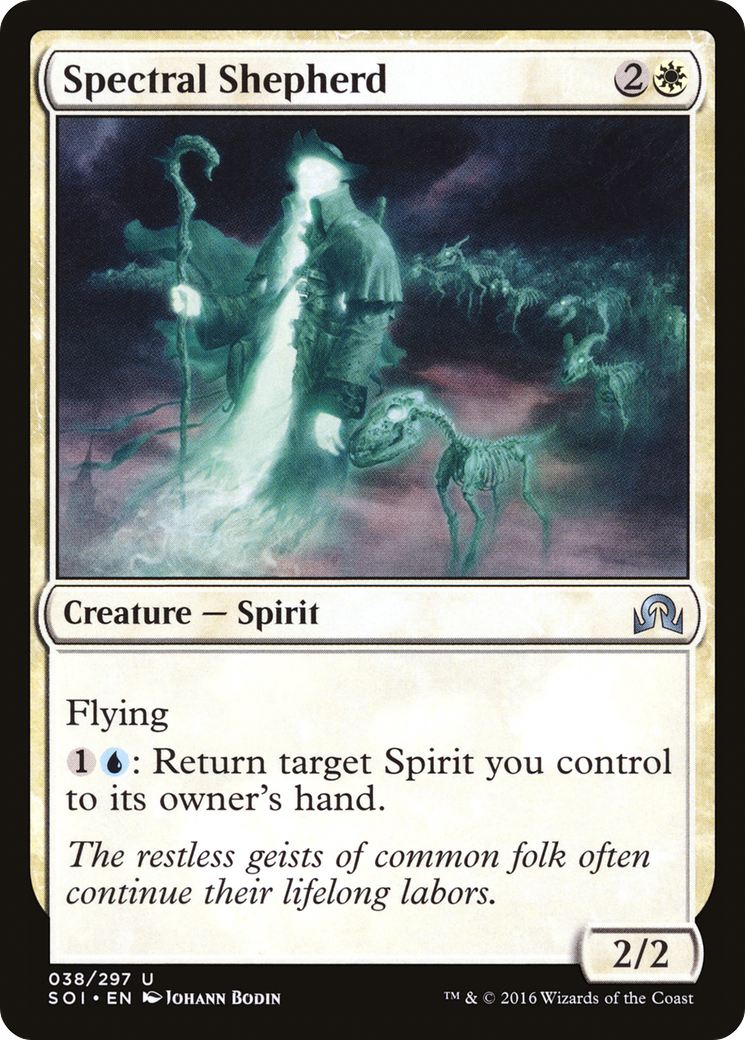 Spectral Shepherd 2
Creature — Spirit
Flying
1: Return target Spirit you control
to its owner's hand.
The restless geists of common folk often
continue their lifelong labors.
2/2
038/297 U
SOI • EN Johann Bodin
™ & © 2016 Wizards of the Coast